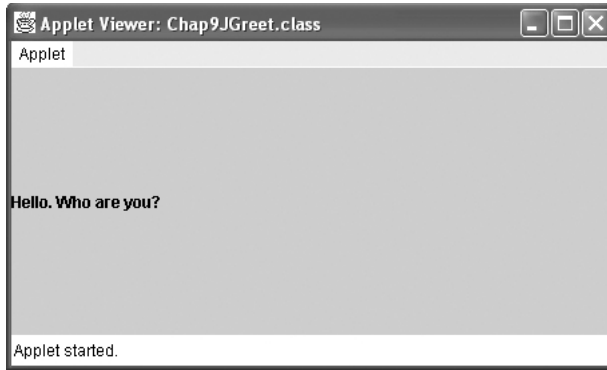 Applet Viewer: Chap9JGreet.class
Applet
Hello. Who are you?
Applet started.